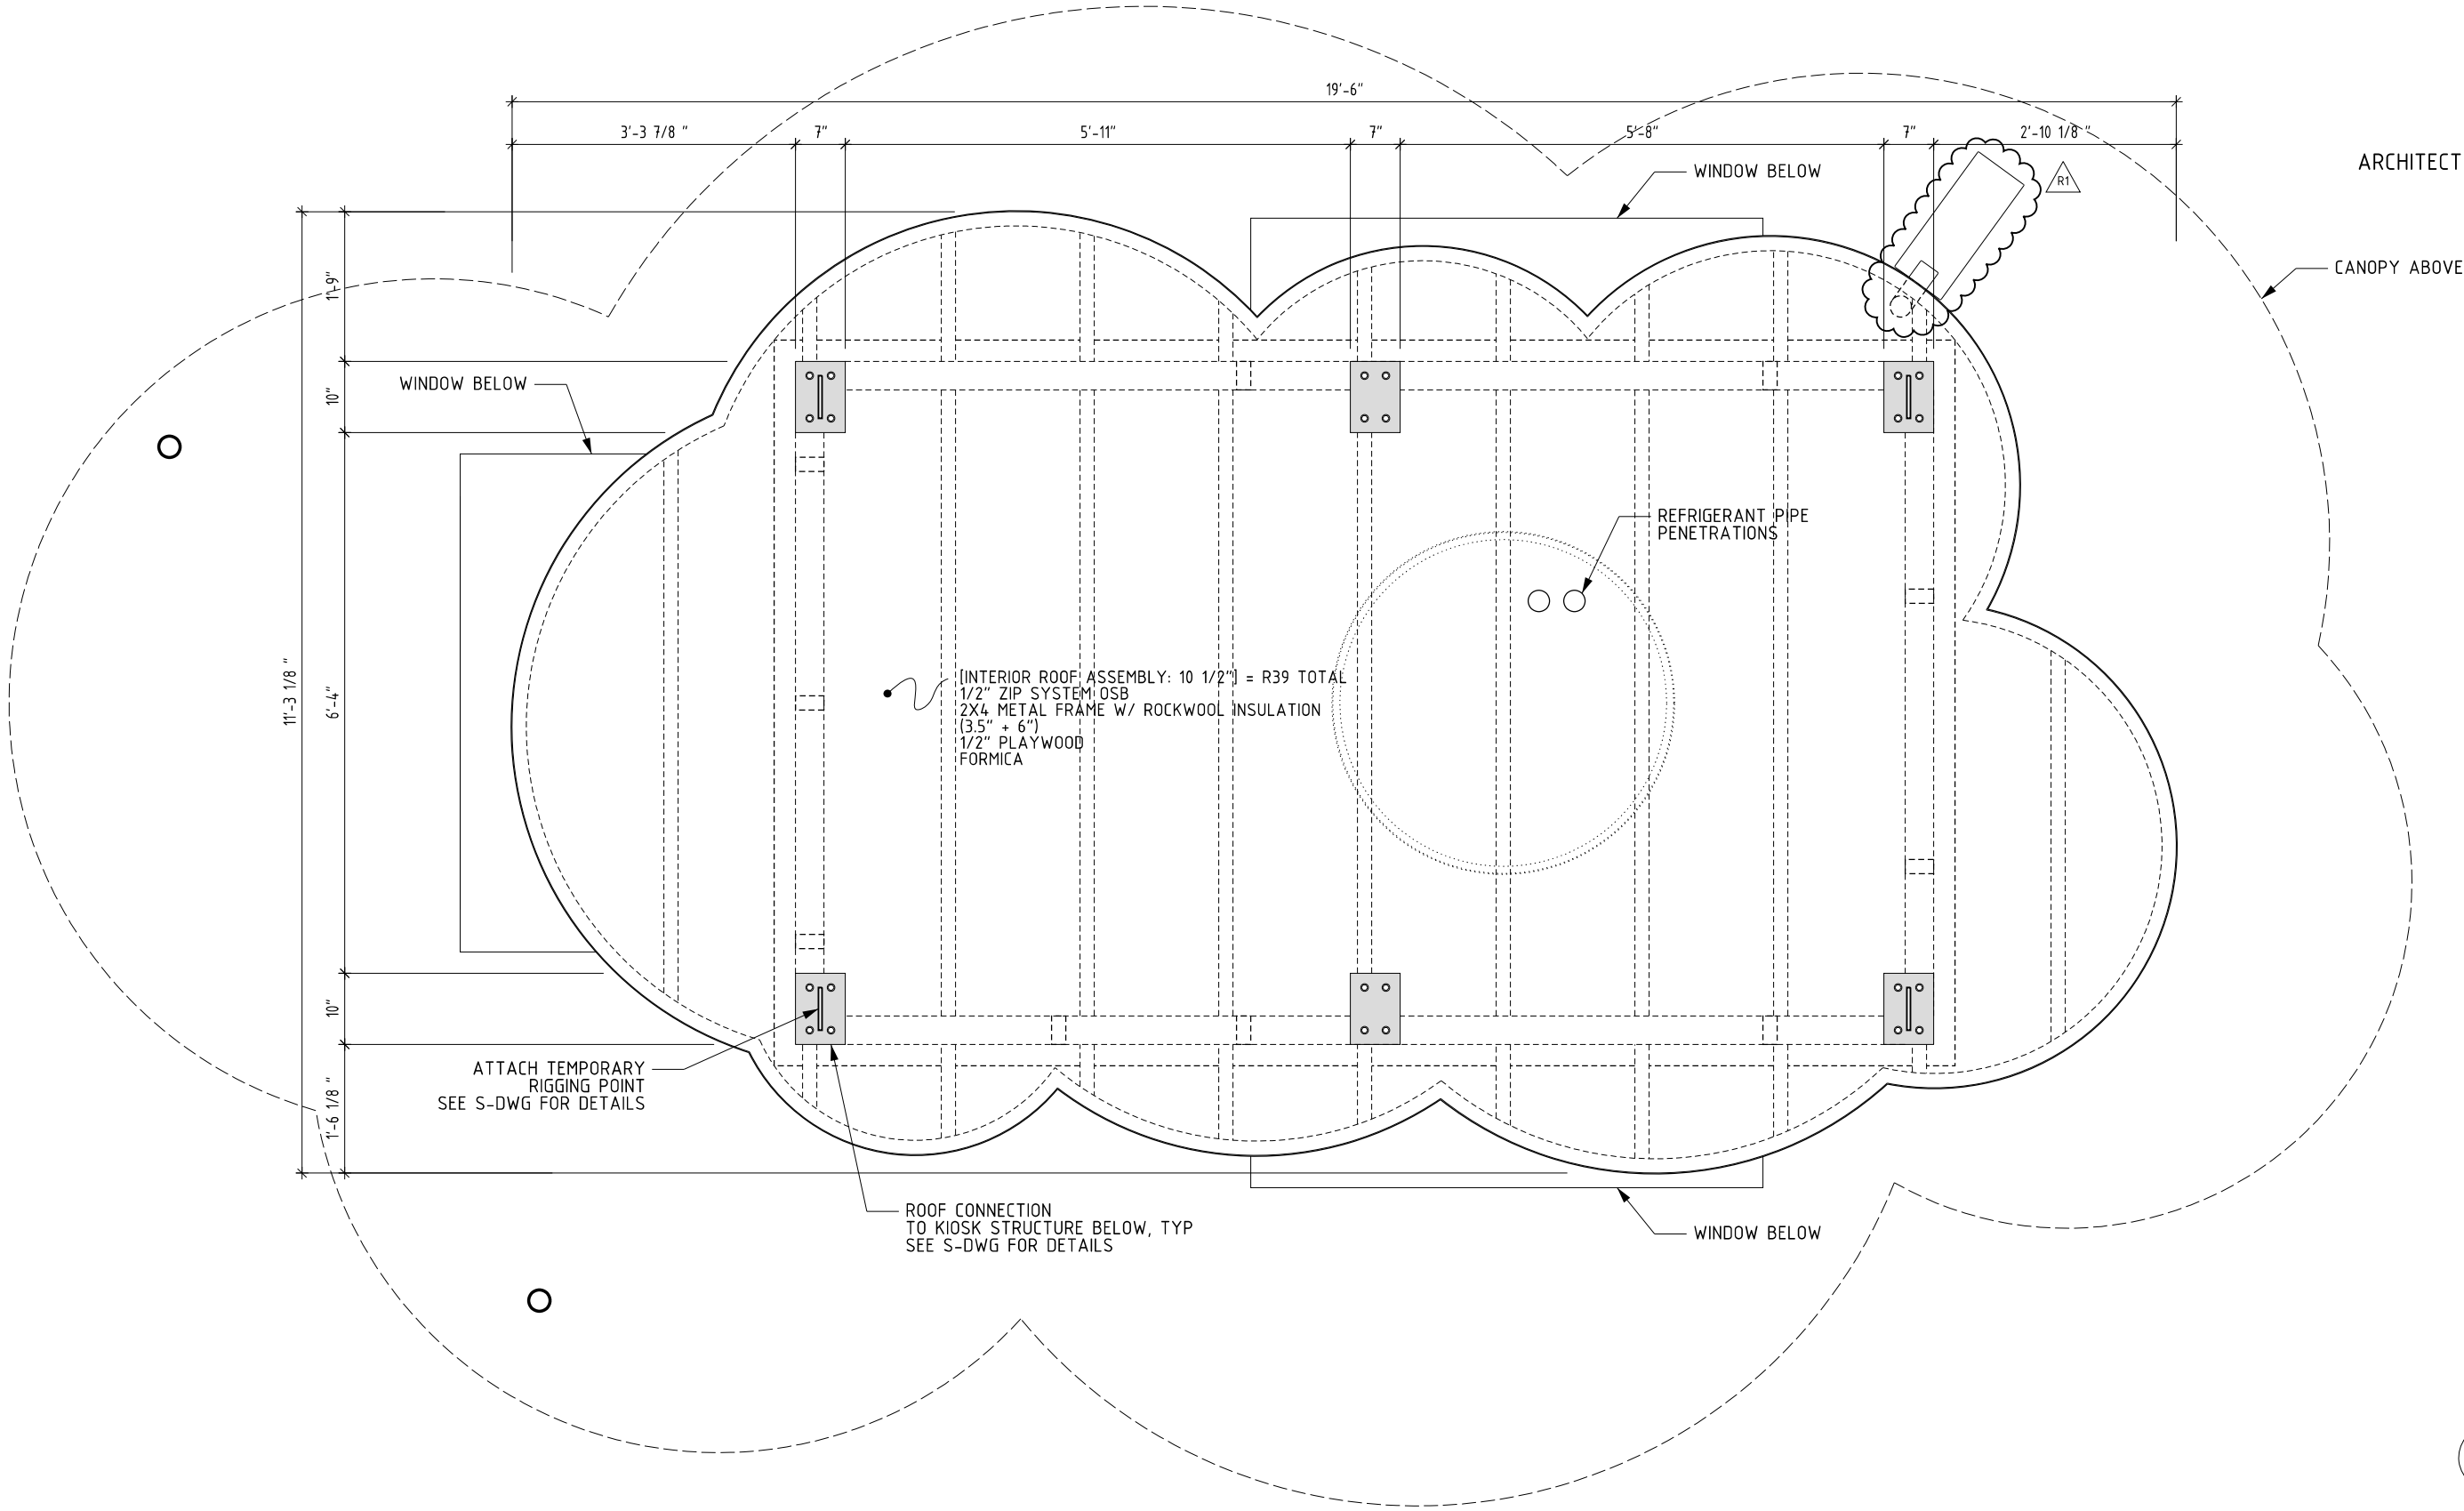 19'-6"
3'-3 7/8 "
7"
5'-11"
7"
5'-8"
7"
2'-10 1/8 "
ARCHITECT
WINDOW BELOW
R1
CANOPY ABOVE
1'-9"
WINDOW BELOW
10"
REFRIGERANT PIPE
PENETRATIONS
11'-3 1/8 "
6'-4"
[INTERIOR ROOF ASSEMBLY: 10 1/2"] = R39 TOTAL
1/2" ZIP SYSTEM OSB
2X4 METAL FRAME W/ ROCKWOOL INSULATION
(3.5" + 6")
1/2" PLAYWOOD
FORMICA
10"
ATTACH TEMPORARY
RIGGING POINT
SEE S-DWG FOR DETAILS
1'-6 1/8 "
ROOF CONNECTION
TO KIOSK STRUCTURE BELOW, TYP
SEE S-DWG FOR DETAILS
WINDOW BELOW